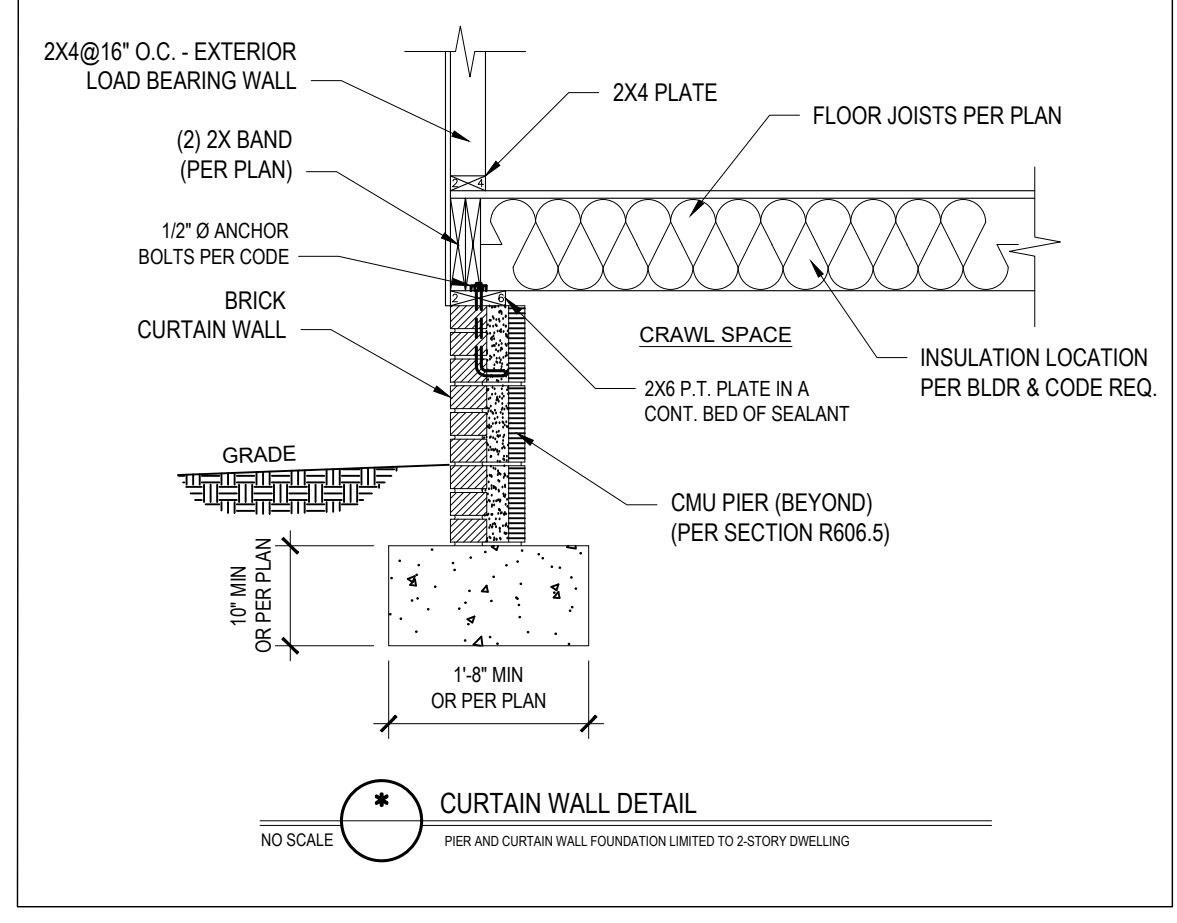 2X4@16" O.C. - EXTERIOR
LOAD BEARING WALL
2X4 PLATE
FLOOR JOISTS PER PLAN
(2) 2X BAND
(PER PLAN)
2 4
1/2" Ø ANCHOR
BOLTS PER CODE
2 6
BRICK
CURTAIN WALL
CRAWL SPACE
INSULATION LOCATION
PER BLDR & CODE REQ.
2X6 P.T. PLATE IN A
CONT. BED OF SEALANT
GRADE
CMU PIER (BEYOND)
(PER SECTION R606.5)
10" MIN
OR PER PLAN
1'-8" MIN
OR PER PLAN
*
CURTAIN WALL DETAIL
NO SCALE
PIER AND CURTAIN WALL FOUNDATION LIMITED TO 2-STORY DWELLING